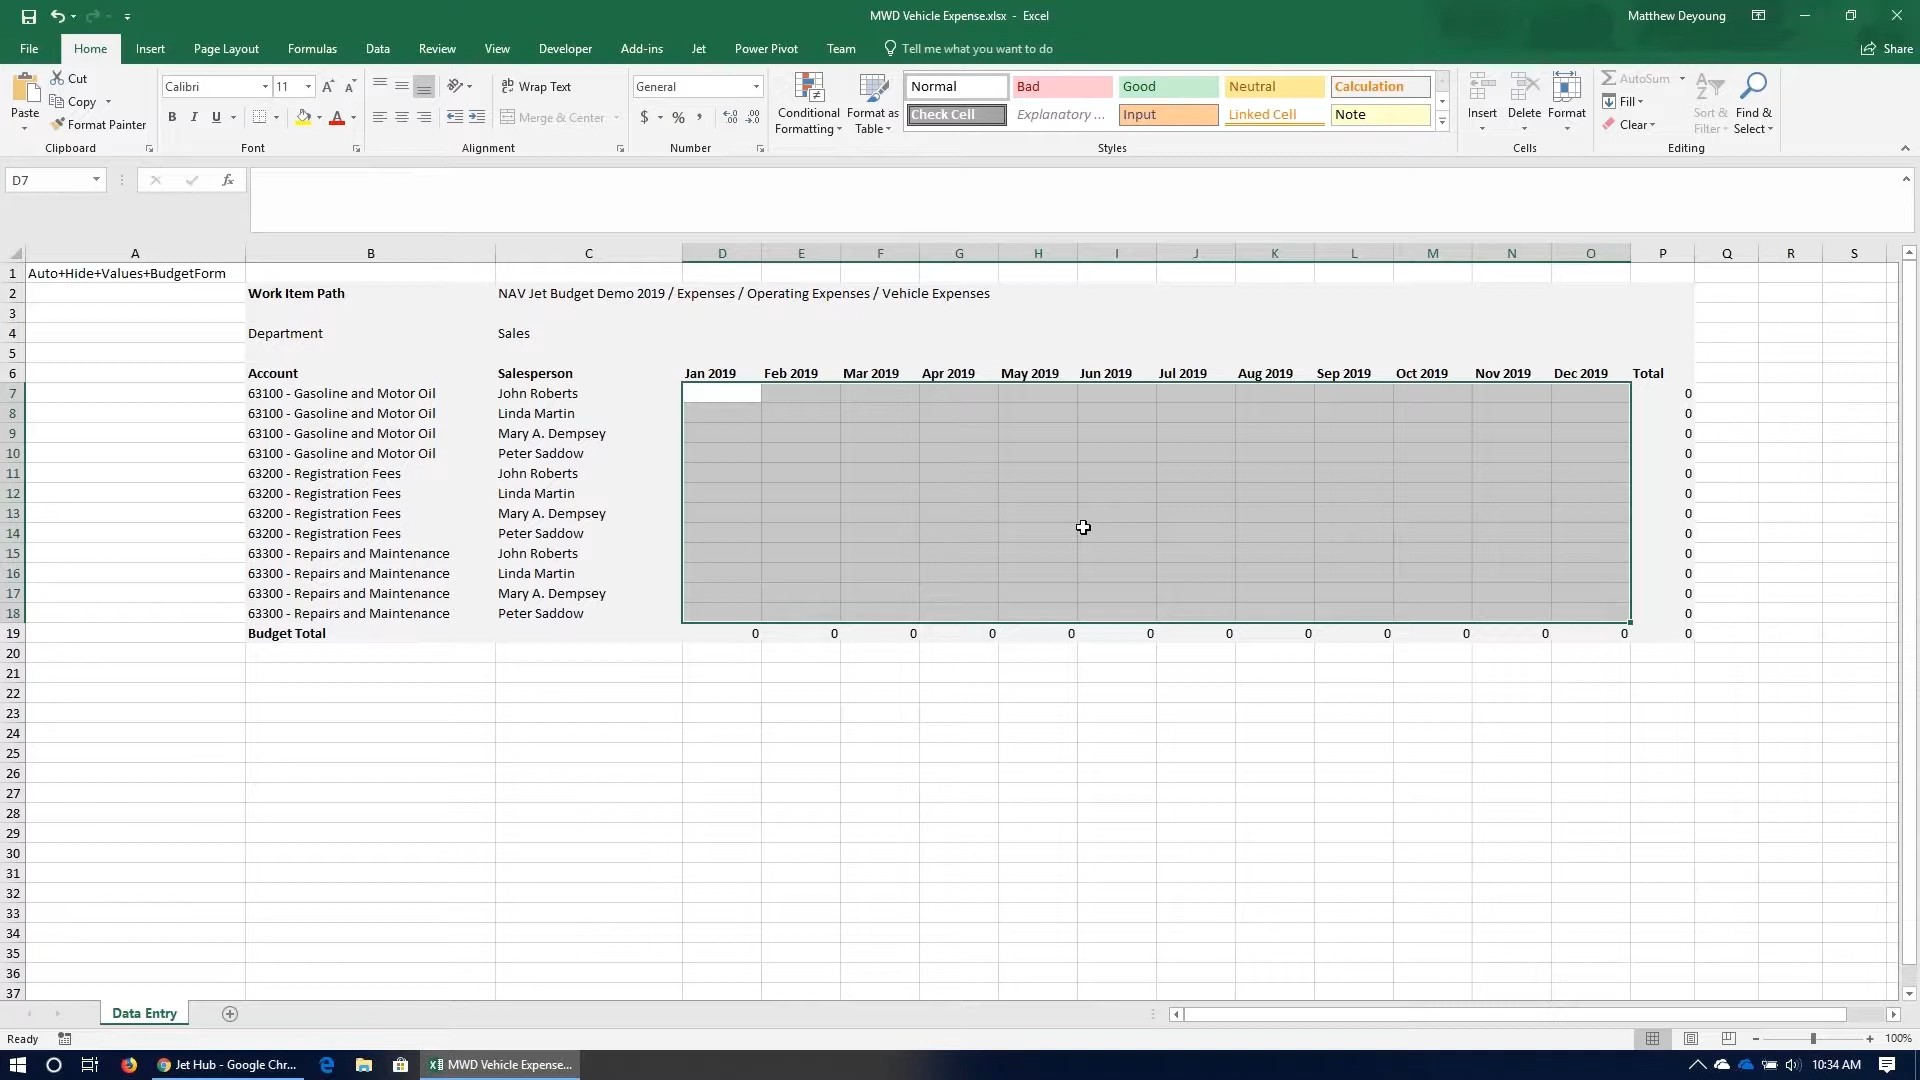 MWD Vehicle Expense.xlsx - Excel
Matthew Deyoung
File Home Insert Page Layout Formulas Data Review View Developer Add-ins Jet Power Pivot Team Tell me what you want to do Share
Paste
Cut
Copy
Format Painter
Clipboard
Calibri 11
B I U
Font
Wrap Text
Merge & Center
Alignment
General
$ %
Number
Conditional Formatting
Format as Table
Normal Bad Good Neutral Calculation
Check Cell Explanatory ... Input Linked Cell Note
Styles
Insert Delete Format
Cells
AutoSum
Fill
Clear
Sort & Filter
Find & Select
Editing
D7
fx
A B C D E F G H I J K L M N O P Q R S
1 Auto+Hide+Values+BudgetForm
2 Work Item Path NAV Jet Budget Demo 2019 / Expenses / Operating Expenses / Vehicle Expenses
3
4 Department Sales
5
6 Account Salesperson Jan 2019 Feb 2019 Mar 2019 Apr 2019 May 2019 Jun 2019 Jul 2019 Aug 2019 Sep 2019 Oct 2019 Nov 2019 Dec 2019 Total
7 63100 - Gasoline and Motor Oil John Roberts 0
8 63100 - Gasoline and Motor Oil Linda Martin 0
9 63100 - Gasoline and Motor Oil Mary A. Dempsey 0
10 63100 - Gasoline and Motor Oil Peter Saddow 0
11 63200 - Registration Fees John Roberts 0
12 63200 - Registration Fees Linda Martin 0
13 63200 - Registration Fees Mary A. Dempsey 0
14 63200 - Registration Fees Peter Saddow 0
15 63300 - Repairs and Maintenance John Roberts 0
16 63300 - Repairs and Maintenance Linda Martin 0
17 63300 - Repairs and Maintenance Mary A. Dempsey 0
18 63300 - Repairs and Maintenance Peter Saddow 0
19 Budget Total 0 0 0 0 0 0 0 0 0 0 0 0 0
20
21
22
23
24
25
26
27
28
29
30
31
32
33
34
35
36
37
Data Entry
Ready
100%
Jet Hub - Google Chr...
MWD Vehicle Expense...
10:34 AM